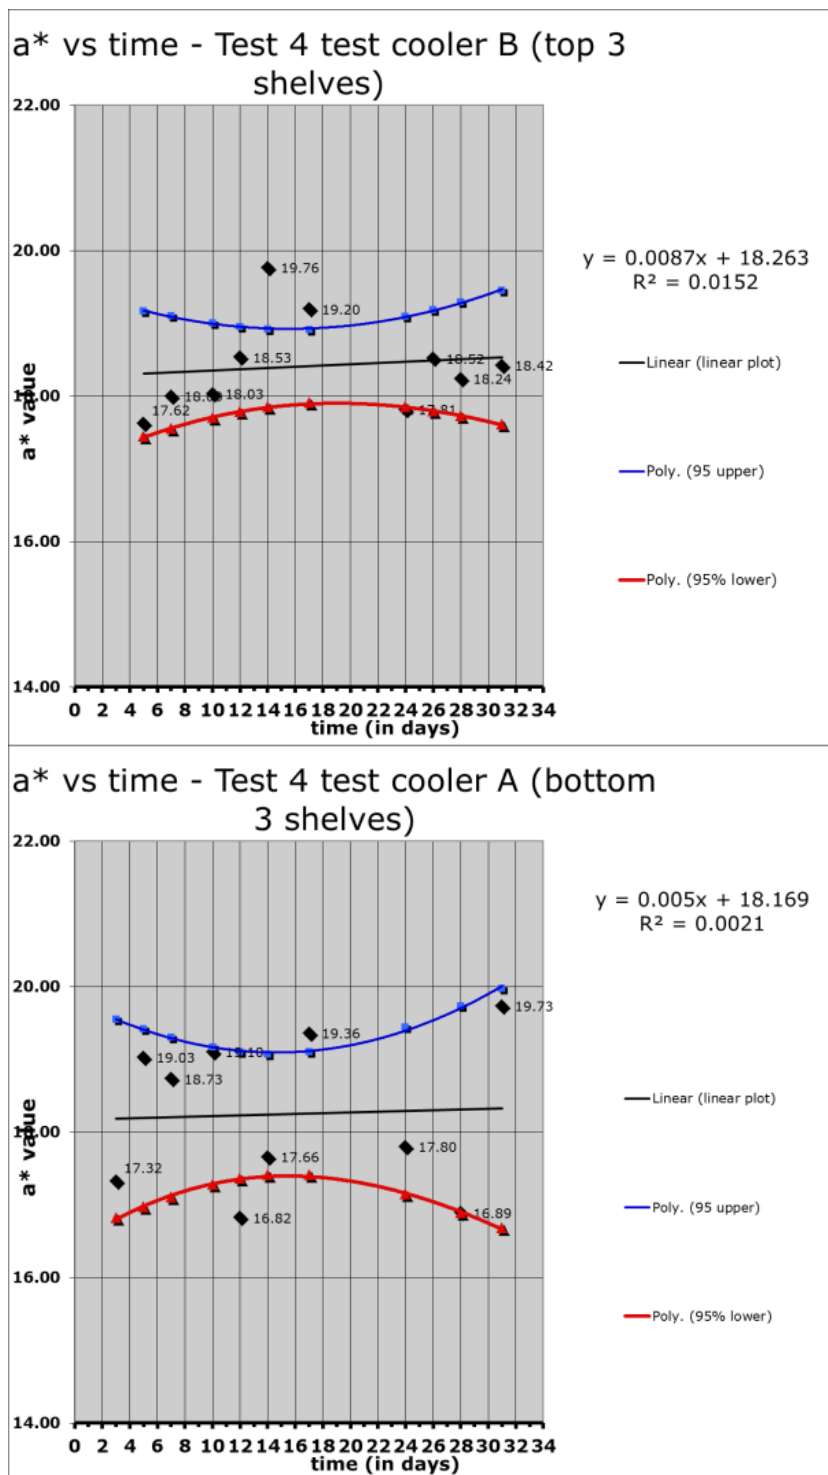 a* vs time - Test 4 test cooler B (top 3
shelves)
22.00
20.00
18.00
16.00
14.00
a* value
19.76
19.20
18.53
18.52
18.42
18.24
18.03
17.62
17.81
0 2 4 6 8 10 12 14 16 18 20 22 24 26 28 30 32 34
time (in days)
y = 0.0087x + 18.263
R² = 0.0152
Linear (linear plot)
Poly. (95 upper)
Poly. (95% lower)
a* vs time - Test 4 test cooler A (bottom
3 shelves)
22.00
20.00
18.00
16.00
14.00
a* value
19.73
19.36
19.03
19.10
18.73
17.80
17.66
17.32
16.82
16.89
0 2 4 6 8 10 12 14 16 18 20 22 24 26 28 30 32 34
time (in days)
y = 0.005x + 18.169
R² = 0.0021
Linear (linear plot)
Poly. (95 upper)
Poly. (95% lower)